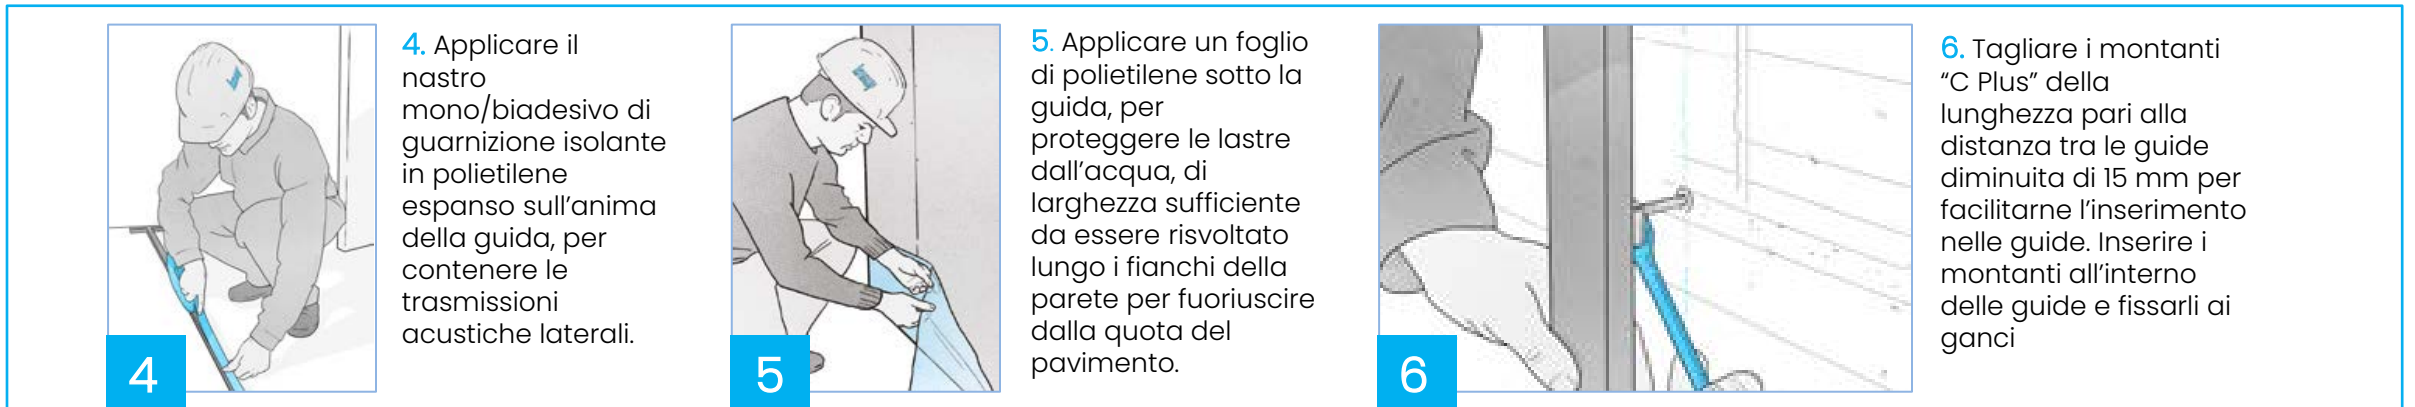 4. Applicare il
nastro
mono/biadesivo di
guarnizione isolante
in polietilene
espanso sull’anima
della guida, per
contenere le
trasmissioni
acustiche laterali.
4
5. Applicare un foglio
di polietilene sotto la
guida, per
proteggere le lastre
dall’acqua, di
larghezza sufficiente
da essere risvoltato
lungo i fianchi della
parete per fuoriuscire
dalla quota del
pavimento.
5
6. Tagliare i montanti
“C Plus” della
lunghezza pari alla
distanza tra le guide
diminuita di 15 mm per
facilitarne l’inserimento
nelle guide. Inserire i
montanti all’interno
delle guide e fissarli ai
ganci
6